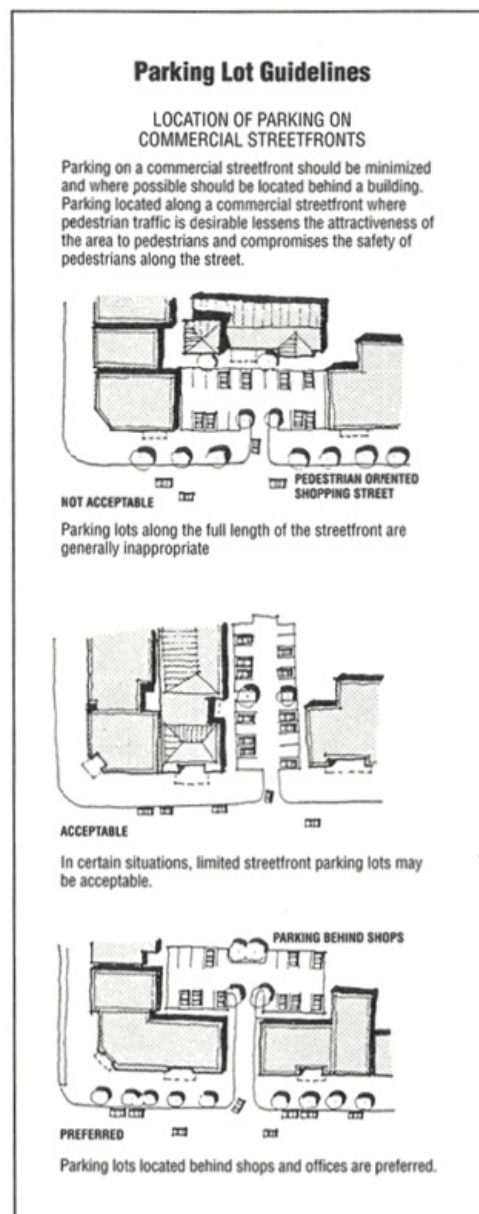 Parking Lot Guidelines
LOCATION OF PARKING ON
COMMERCIAL STREETFRONTS
Parking on a commercial streetfront should be minimized
and where possible should be located behind a building.
Parking located along a commercial streetfront where
pedestrian traffic is desirable lessens the attractiveness of
the area to pedestrians and compromises the safety of
pedestrians along the street.
PEDESTRIAN ORIENTED
SHOPPING STREET
NOT ACCEPTABLE
Parking lots along the full length of the streetfront are
generally inappropriate
ACCEPTABLE
In certain situations, limited streetfront parking lots may
be acceptable.
PARKING BEHIND SHOPS
PREFERRED
Parking lots located behind shops and offices are preferred.